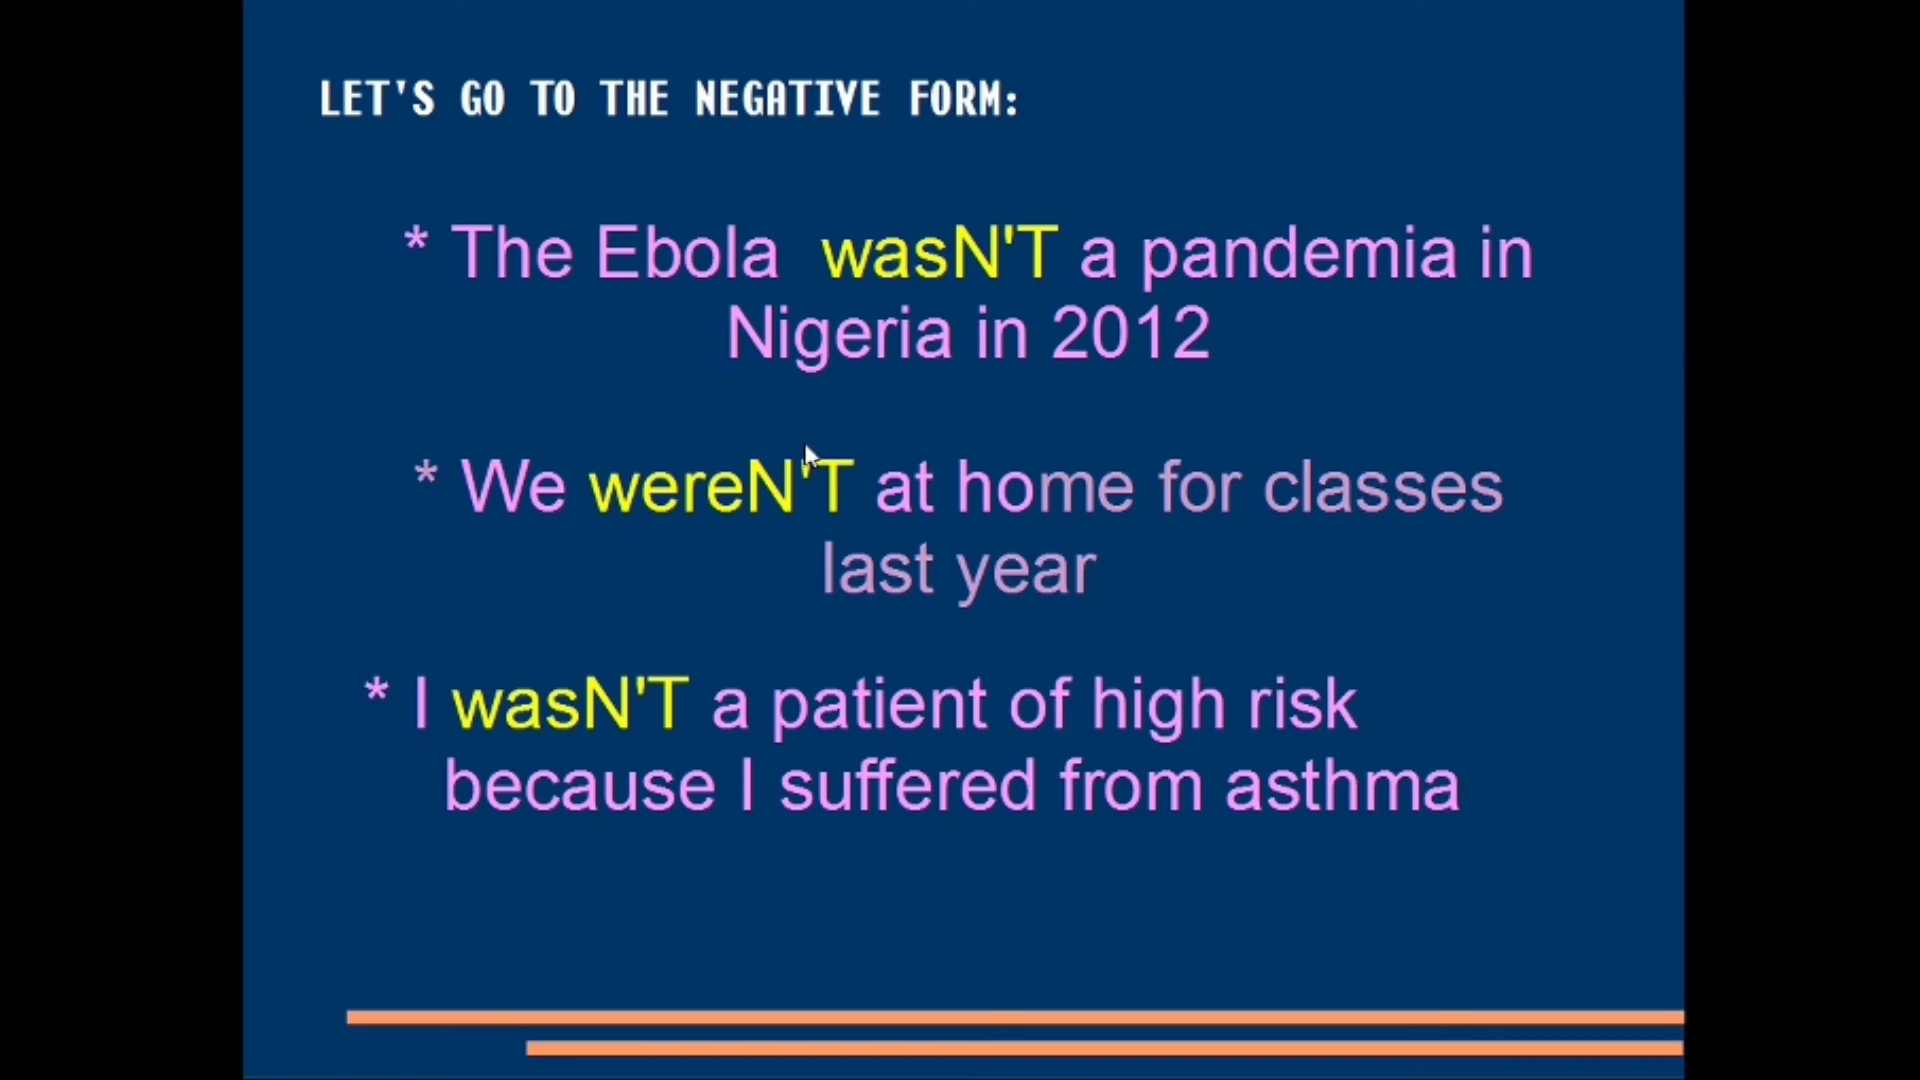 LET'S GO TO THE NEGATIVE FORM:
* The Ebola  wasN'T a pandemia in
Nigeria in 2012
* We wereN'T at home for classes
last year
* I wasN'T a patient of high risk
because I suffered from asthma